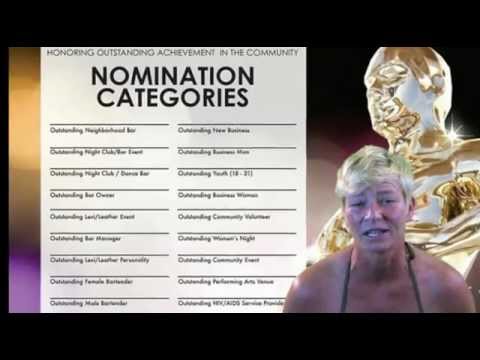 HONORING OUTSTANDING ACHIEVEMENT IN THE COMMUNITY
NOMINATION
CATEGORIES
Outstanding Neighborhood Bar
Outstanding Night Club/Bar Event
Outstanding Night Club / Dance Bar
Outstanding Bar Owner
Outstanding Levi/Leather Event
Outstanding Bar Manager
Outstanding Levi/Leather Personality
Outstanding Female Bartender
Outstanding Male Bartender
Outstanding New Business
Outstanding Business Man
Outstanding Youth (18 - 21)
Outstanding Business Woman
Outstanding Community Volunteer
Outstanding Women's Night
Outstanding Community Event
Outstanding Performing Arts Venue
Outstanding HIV/AIDS Service Provide